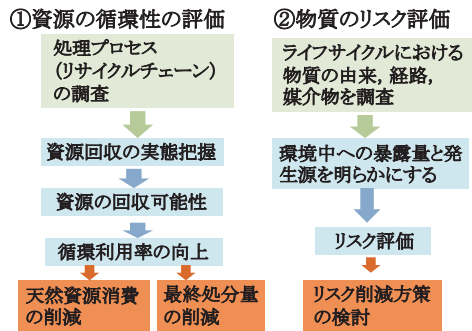 ①資源の循環性の評価
処理プロセス
（リサイクルチェーン）
の調査
資源回収の実態把握
資源の回収可能性
循環利用率の向上
天然資源消費
の削減
最終処分量
の削減
②物質のリスク評価
ライフサイクルにおける
物質の由来，経路，
媒介物を調査
環境中への暴露量と発
生源を明らかにする
リスク評価
リスク削減方策
の検討